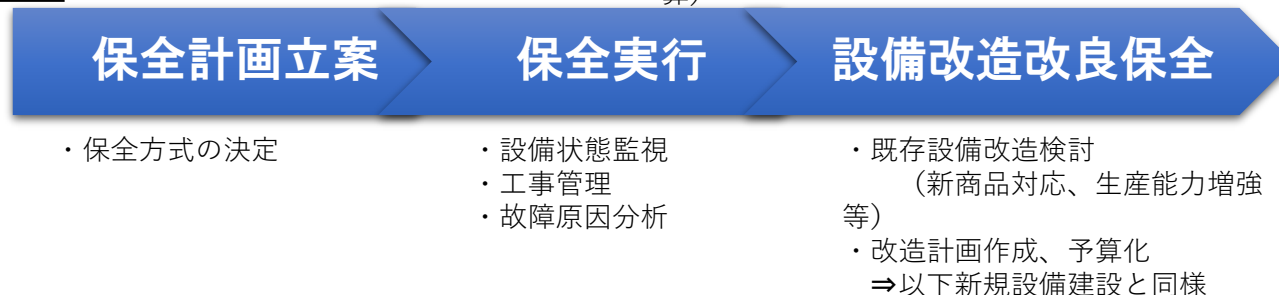 算）
保全計画立案
保全実行
設備改造改良保全
・保全方式の決定
・設備状態監視
・工事管理
・故障原因分析
・既存設備改造検討
（新商品対応、生産能力増強
等）
・改造計画作成、予算化
⇒以下新規設備建設と同様